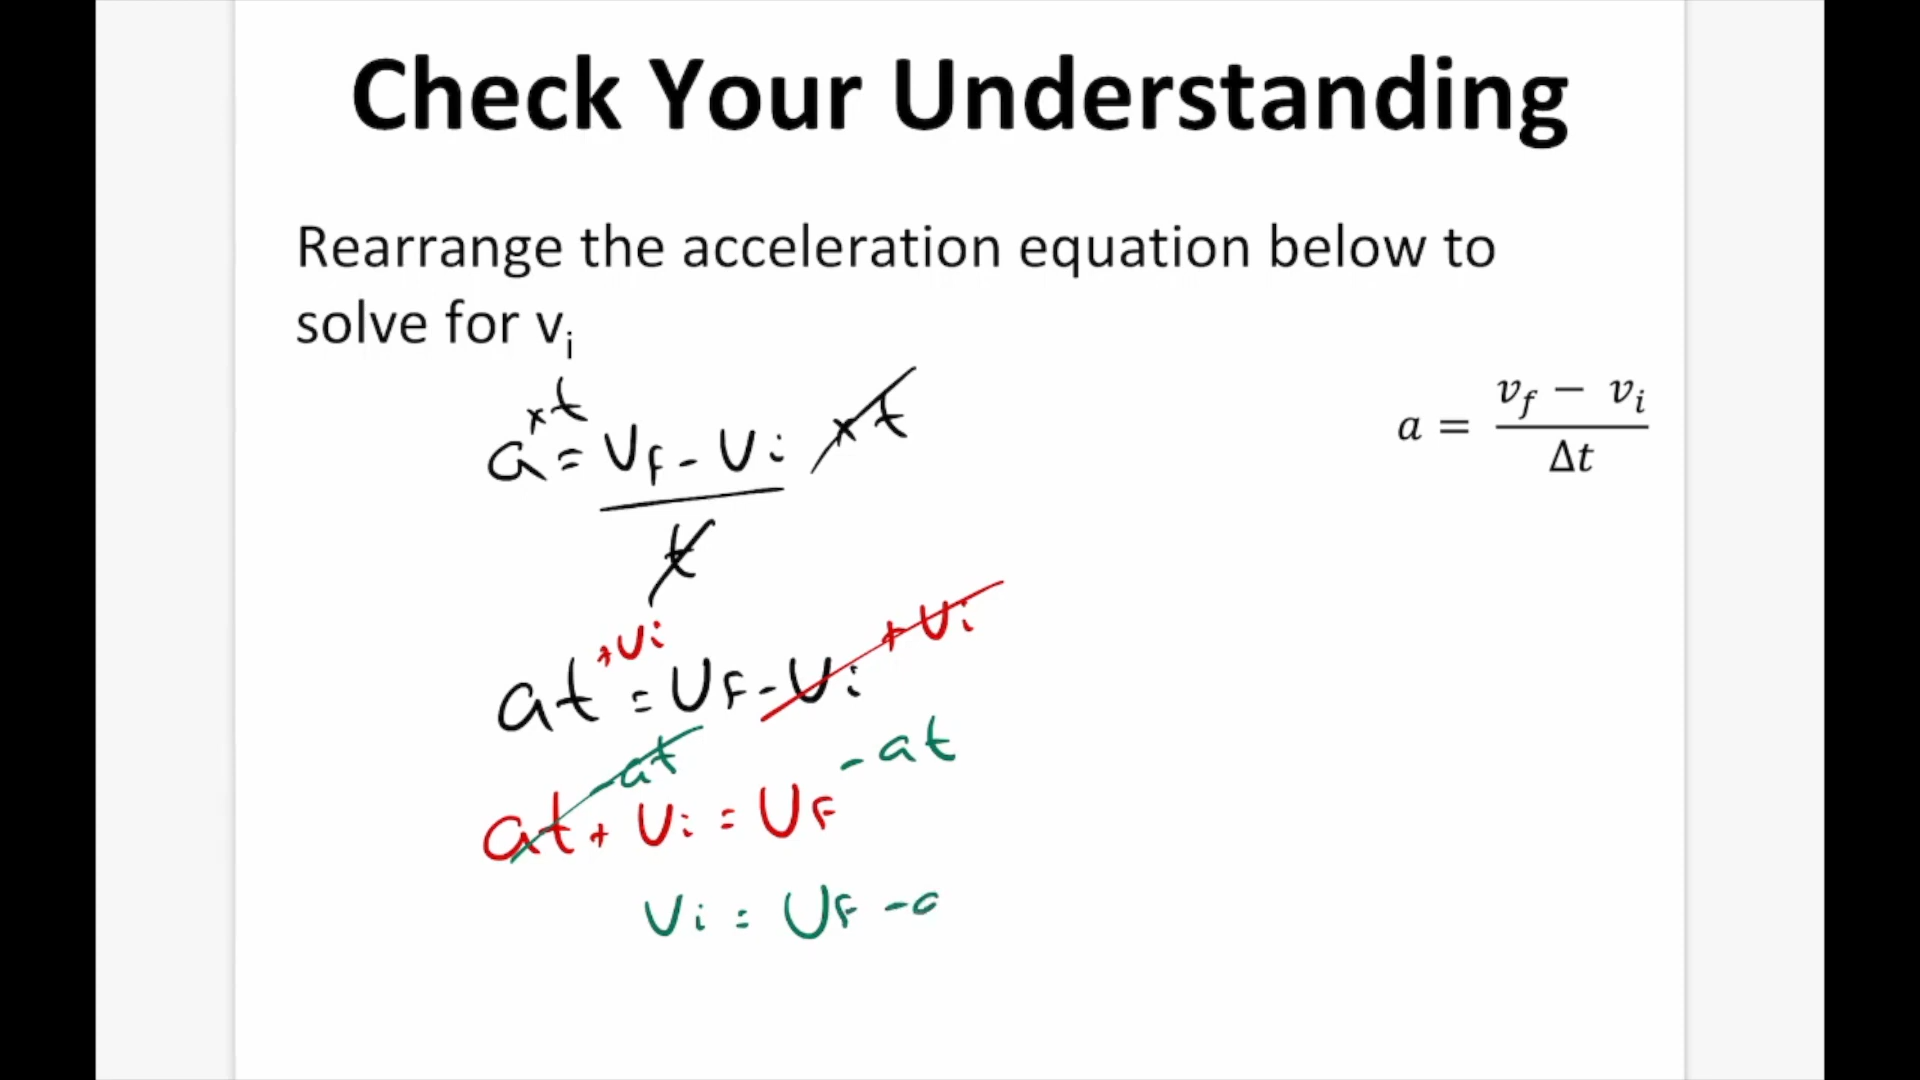 Check Your Understanding
Rearrange the acceleration equation below to
solve for vᵢ
×t
a = Vf - Vi ×t
t
a = vf − vi
Δt
+Vi +Vi
at = Vf - Vi
-at -at
at + Vi = Vf
Vi = Vf - a